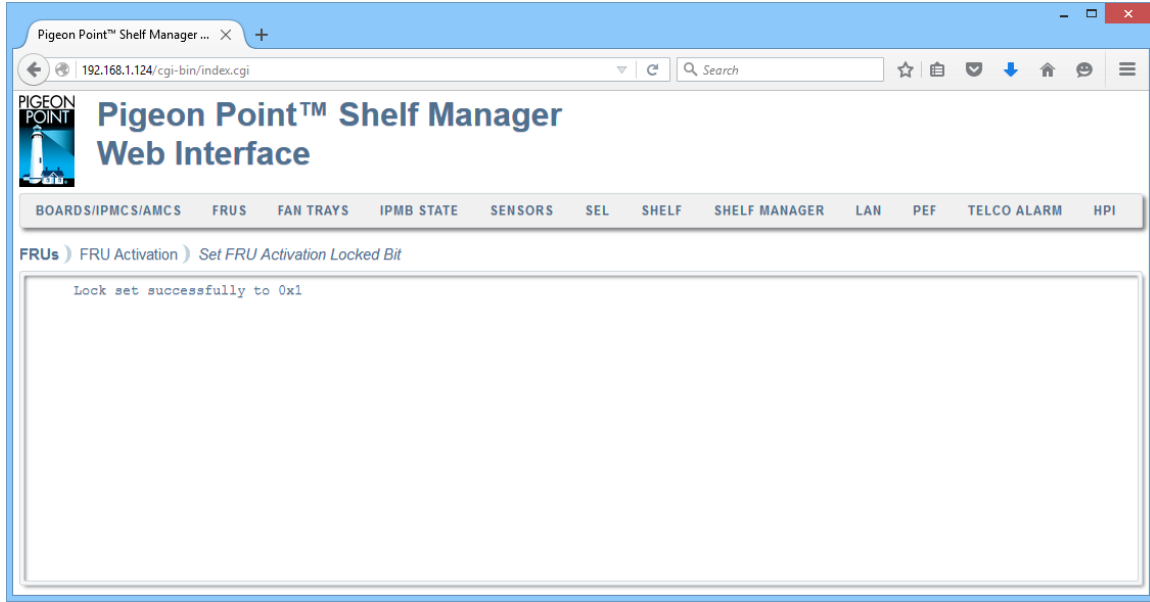 Pigeon Point™ Shelf Manager ...
192.168.1.124/cgi-bin/index.cgi
Search
PIGEON
POINT
Pigeon Point™ Shelf Manager
Web Interface
BOARDS/IPMCS/AMCS FRUS FAN TRAYS IPMB STATE SENSORS SEL SHELF SHELF MANAGER LAN PEF TELCO ALARM HPI
FRUs ) FRU Activation ) Set FRU Activation Locked Bit
Lock set successfully to 0x1